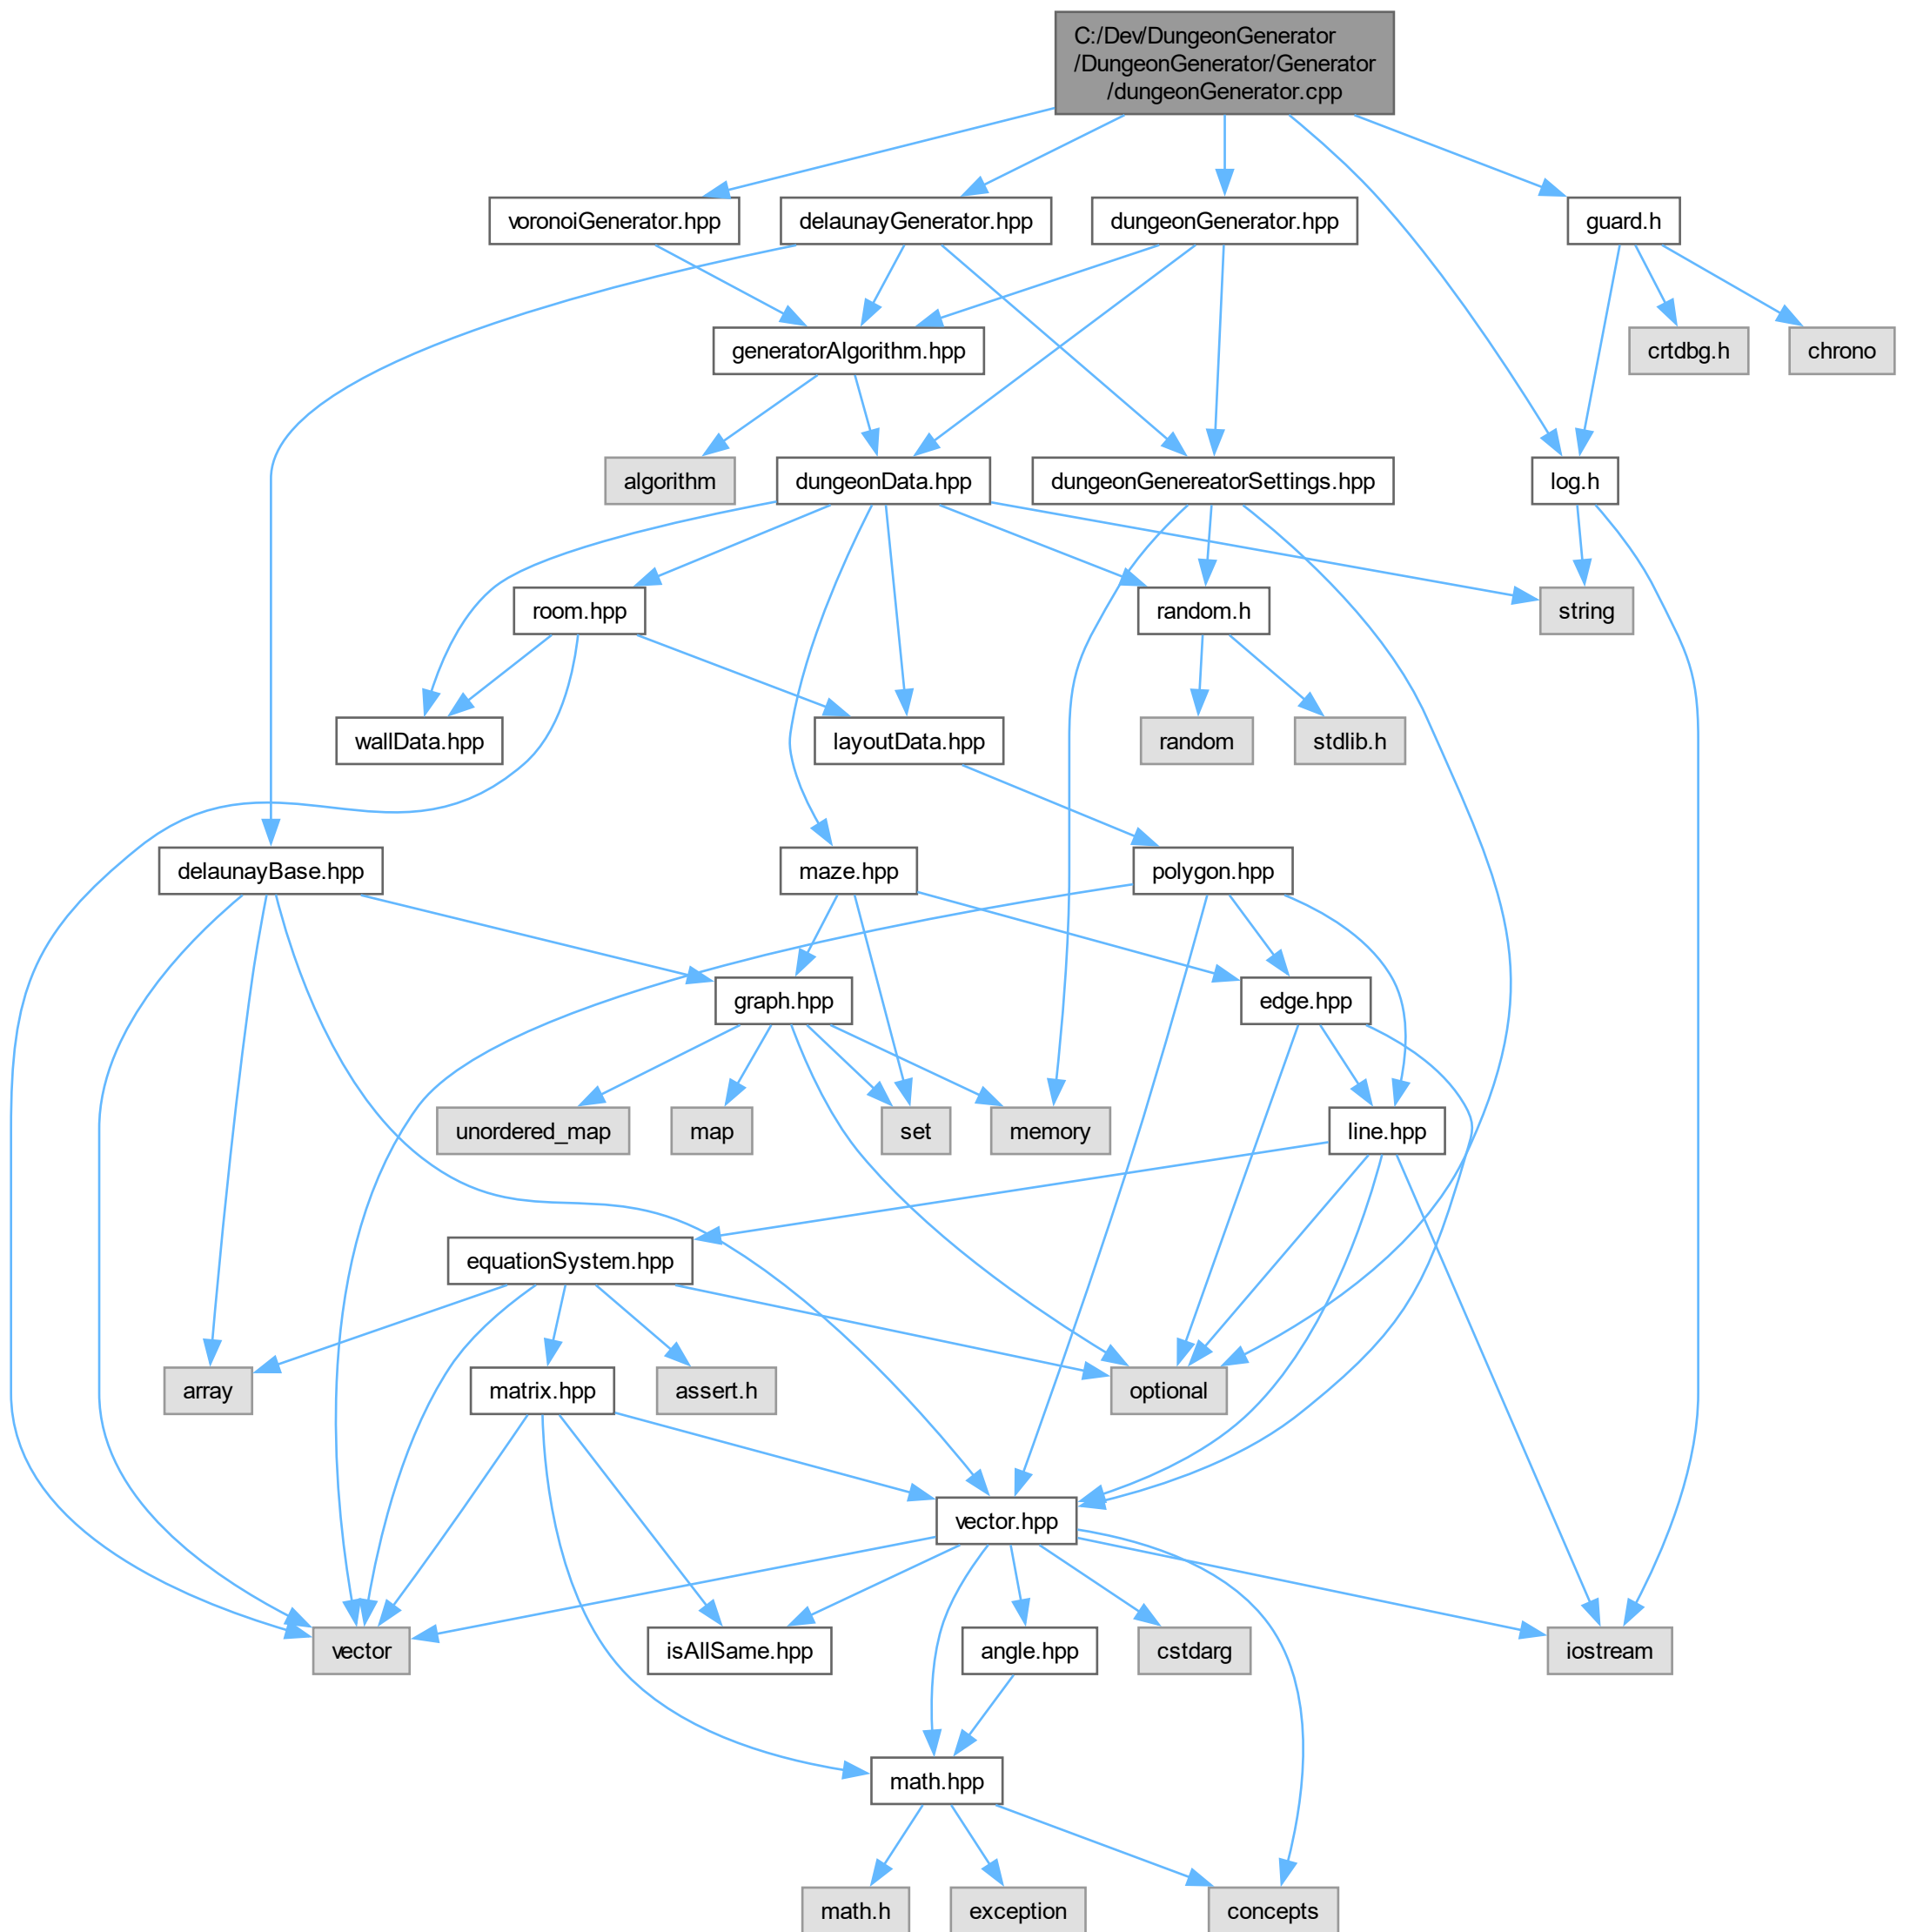 C:/Dev/DungeonGenerator
/DungeonGenerator/Generator
/dungeonGenerator.cpp
voronoiGenerator.hpp
delaunayGenerator.hpp
dungeonGenerator.hpp
guard.h
generatorAlgorithm.hpp
crtdbg.h
chrono
algorithm
dungeonData.hpp
dungeonGenereatorSettings.hpp
log.h
room.hpp
random.h
string
wallData.hpp
layoutData.hpp
random
stdlib.h
delaunayBase.hpp
maze.hpp
polygon.hpp
graph.hpp
edge.hpp
unordered_map
map
set
memory
line.hpp
equationSystem.hpp
array
matrix.hpp
assert.h
optional
vector.hpp
vector
isAllSame.hpp
angle.hpp
cstdarg
iostream
math.hpp
math.h
exception
concepts